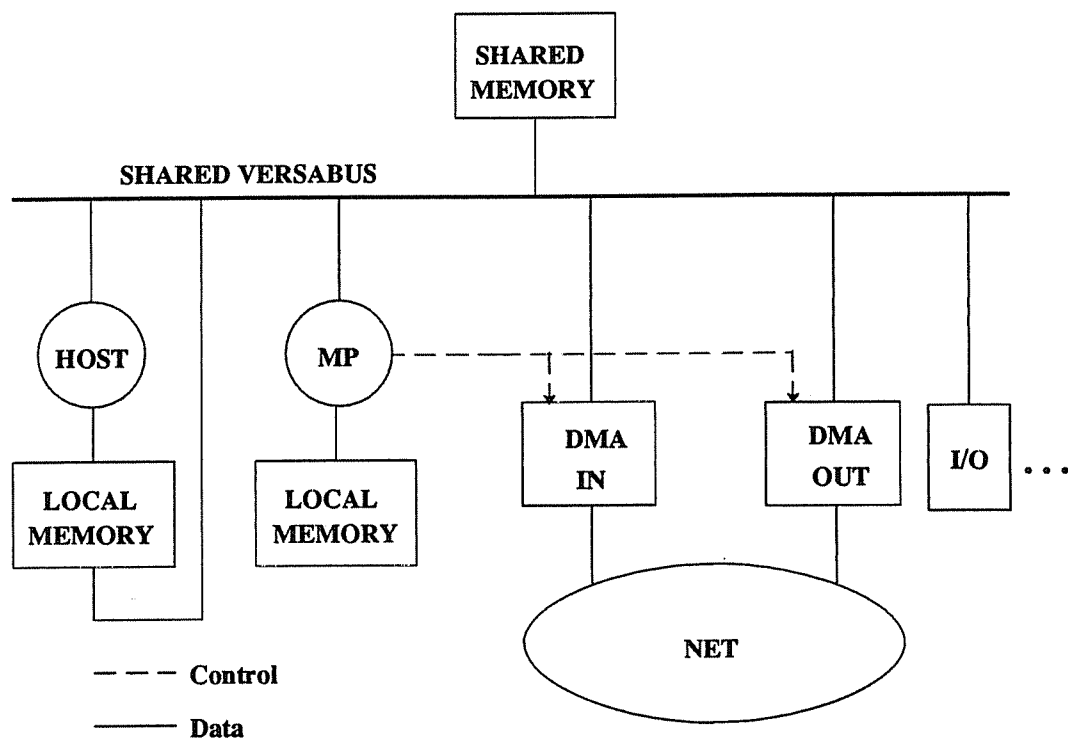 SHARED
MEMORY
SHARED VERSABUS
HOST
MP
DMA
IN
DMA
OUT
I/O
...
LOCAL
MEMORY
LOCAL
MEMORY
NET
Control
Data